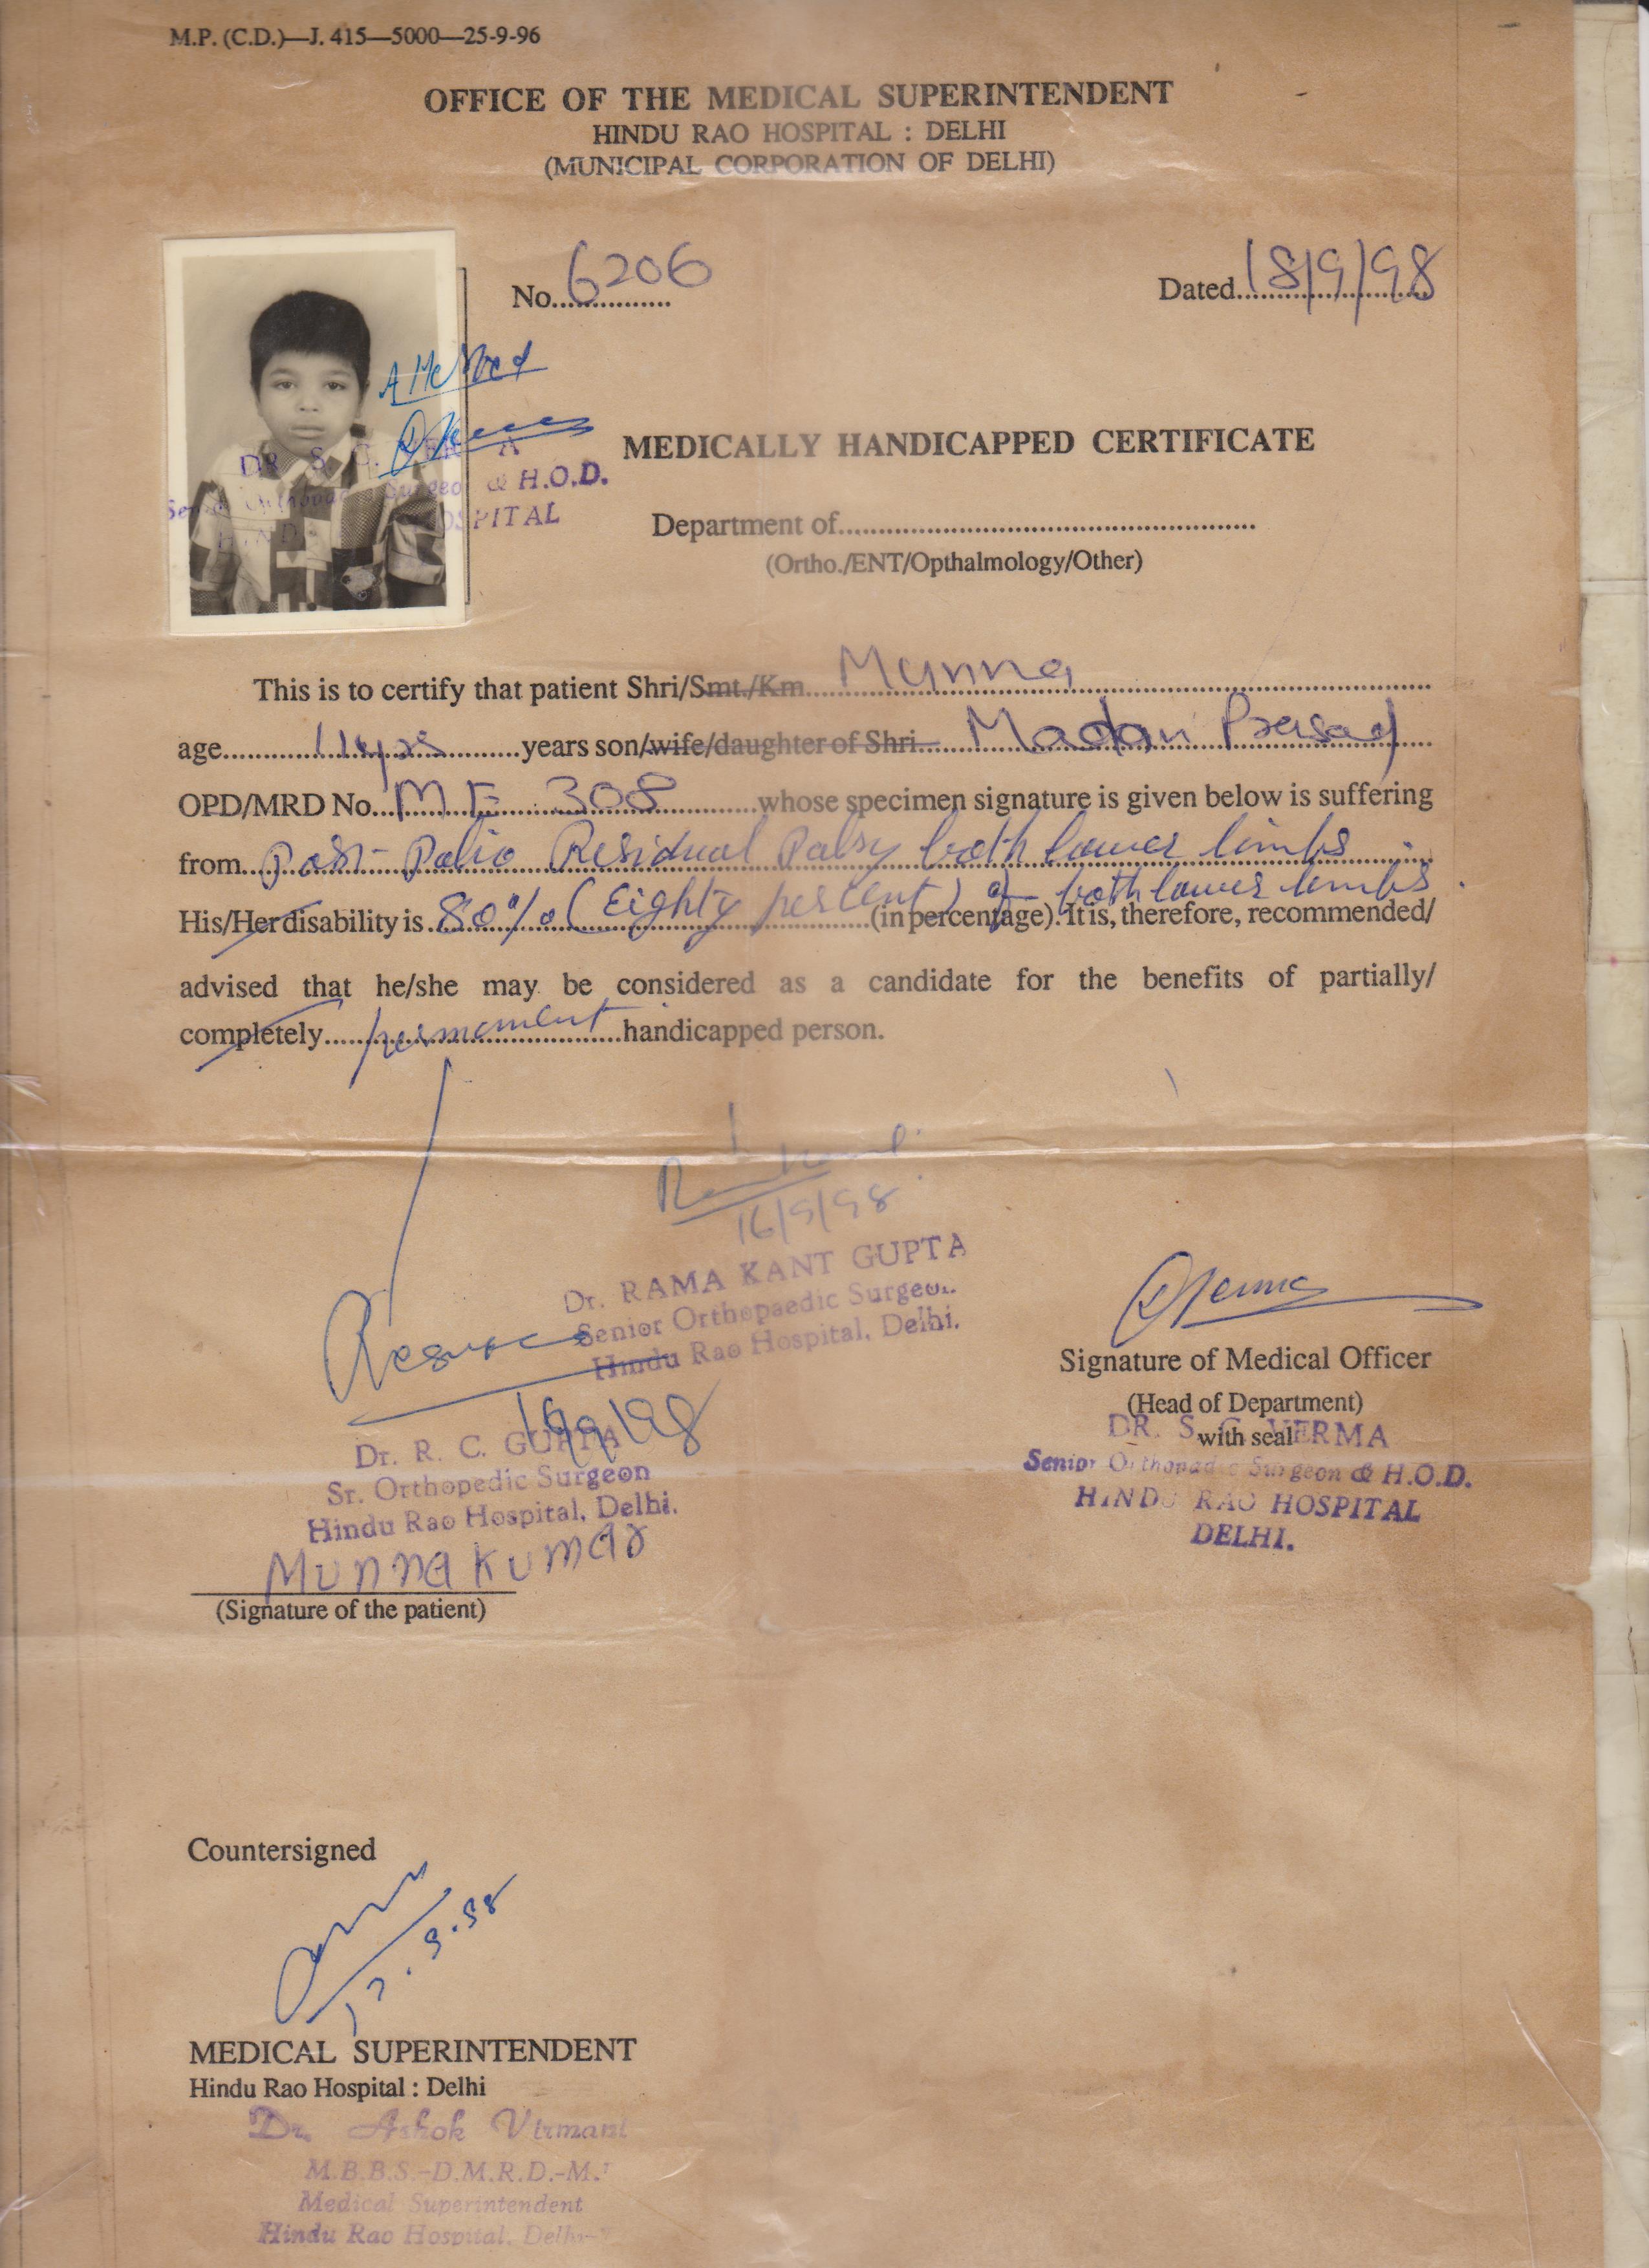 M.P. (C.D.)—J. 415—5000—25-9-96
OFFICE OF THE MEDICAL SUPERINTENDENT
HINDU RAO HOSPITAL : DELHI
(MUNICIPAL CORPORATION OF DELHI)
No. 6206
Dated 18/9/98
Attested
DR. S. C. VERMA
Senior Orthopaedic Surgeon & H.O.D.
HINDU RAO HOSPITAL
MEDICALLY HANDICAPPED CERTIFICATE
Department of
(Ortho./ENT/Opthalmology/Other)
This is to certify that patient Shri/Smt./Km Munna
age 11 yrs years son/wife/daughter of Shri Madan Prasad
OPD/MRD No. M E 308 whose specimen signature is given below is suffering
from Post-Polio Residual Palsy both lower limbs
His/Her disability is 80% (Eighty percent) of both lower limbs. (in percentage). It is, therefore, recommended/
advised that he/she may be considered as a candidate for the benefits of partially/
completely permanent handicapped person.
16/9/98
Dr. RAMA KANT GUPTA
Senior Orthopaedic Surgeon
Hindu Rao Hospital, Delhi.
16/9/98
Dr. R. C. GUPTA
Sr. Orthopedic Surgeon
Hindu Rao Hospital, Delhi.
Munna Kumar
(Signature of the patient)
Signature of Medical Officer
(Head of Department)
with seal
DR. S. C. VERMA
Senior Orthopadic Surgeon & H.O.D.
HINDU RAO HOSPITAL
DELHI.
Countersigned
17.9.98
MEDICAL SUPERINTENDENT
Hindu Rao Hospital : Delhi
Dr. Ashok Virmani
M.B.B.S.-D.M.R.D.-M.
Medical Superintendent
Hindu Rao Hospital, Delhi